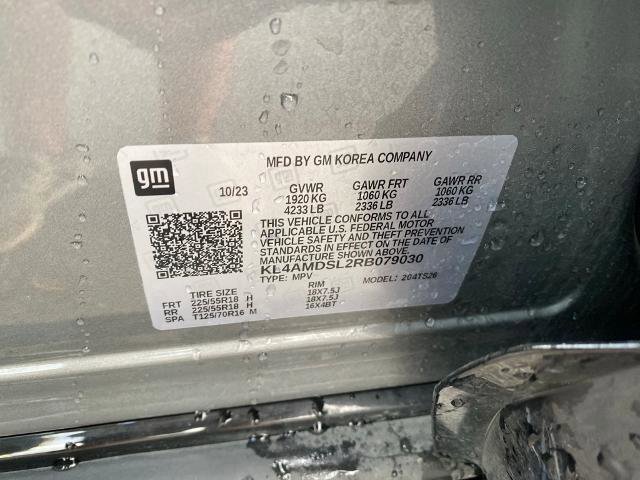 gm
MFD BY GM KOREA COMPANY
10/23 GVWR GAWR FRT GAWR RR
1920 KG 1060 KG 1060 KG
4233 LB 2336 LB 2336 LB
THIS VEHICLE CONFORMS TO ALL
APPLICABLE U.S. FEDERAL MOTOR
VEHICLE SAFETY AND THEFT PREVENTION
STANDARDS IN EFFECT ON THE DATE OF
MANUFACTURE SHOWN ABOVE
KL4AMDSL2RB079030
TYPE: MPV MODEL: 204TS26
TIRE SIZE RIM
FRT 225/55R18 H 18X7.5J
RR 225/55R18 H 18X7.5J
SPA T125/70R16 M 16X4BT